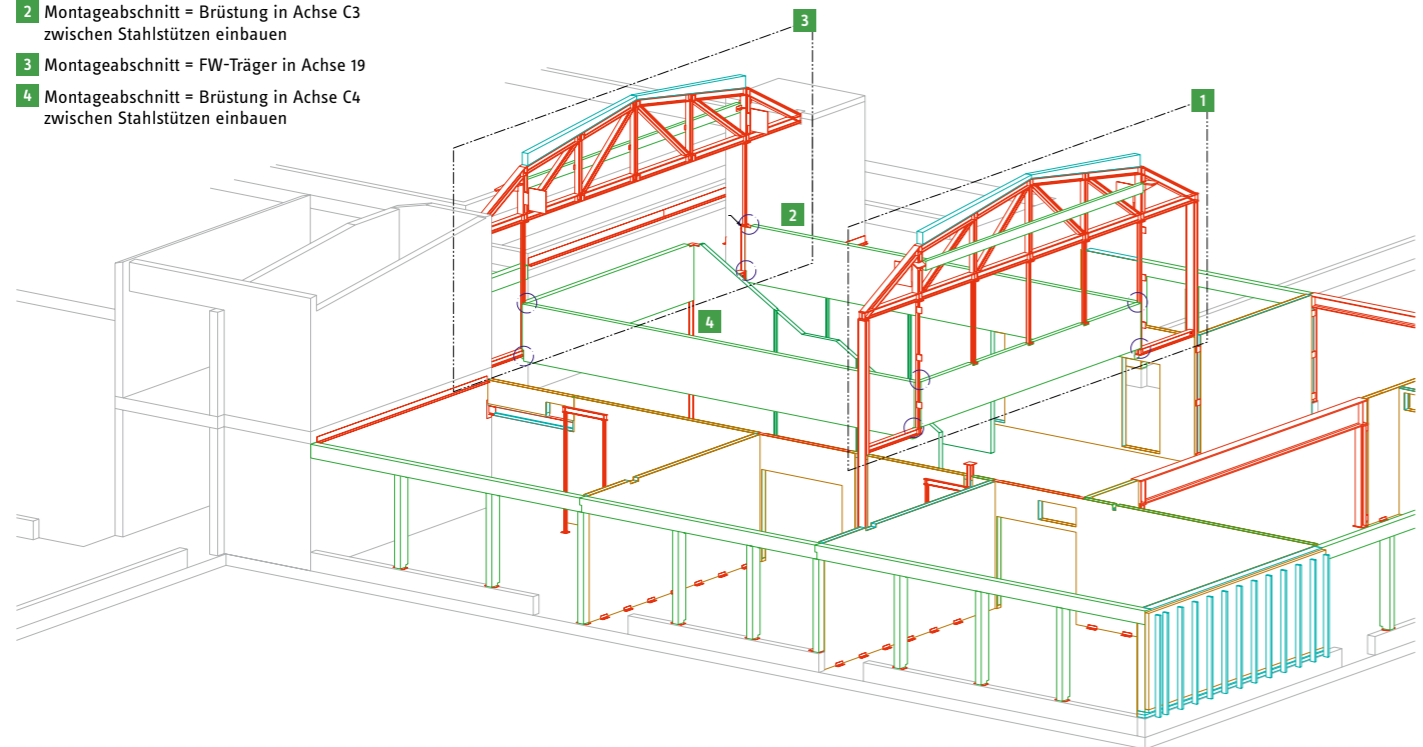 2 Montageabschnitt = Brüstung in Achse C3
zwischen Stahlstützen einbauen
3 Montageabschnitt = FW-Träger in Achse 19
4 Montageabschnitt = Brüstung in Achse C4
zwischen Stahlstützen einbauen
3
1
2
4